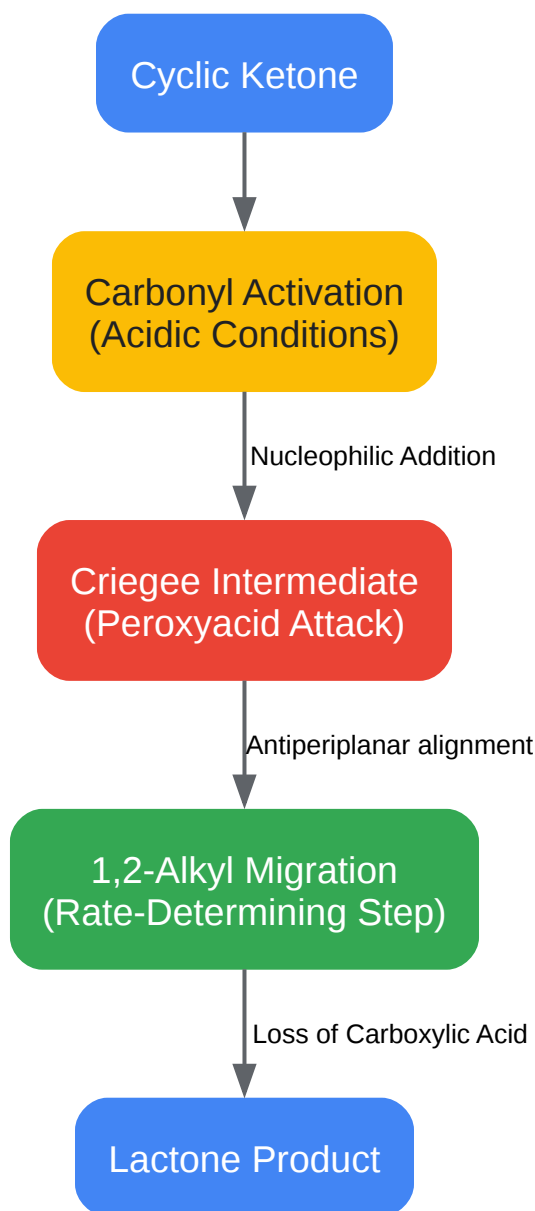 Cyclic Ketone
Carbonyl Activation
(Acidic Conditions)
Nucleophilic Addition
Criegee Intermediate
(Peroxyacid Attack)
Antiperiplanar alignment
1,2-Alkyl Migration
(Rate-Determining Step)
Loss of Carboxylic Acid
Lactone Product